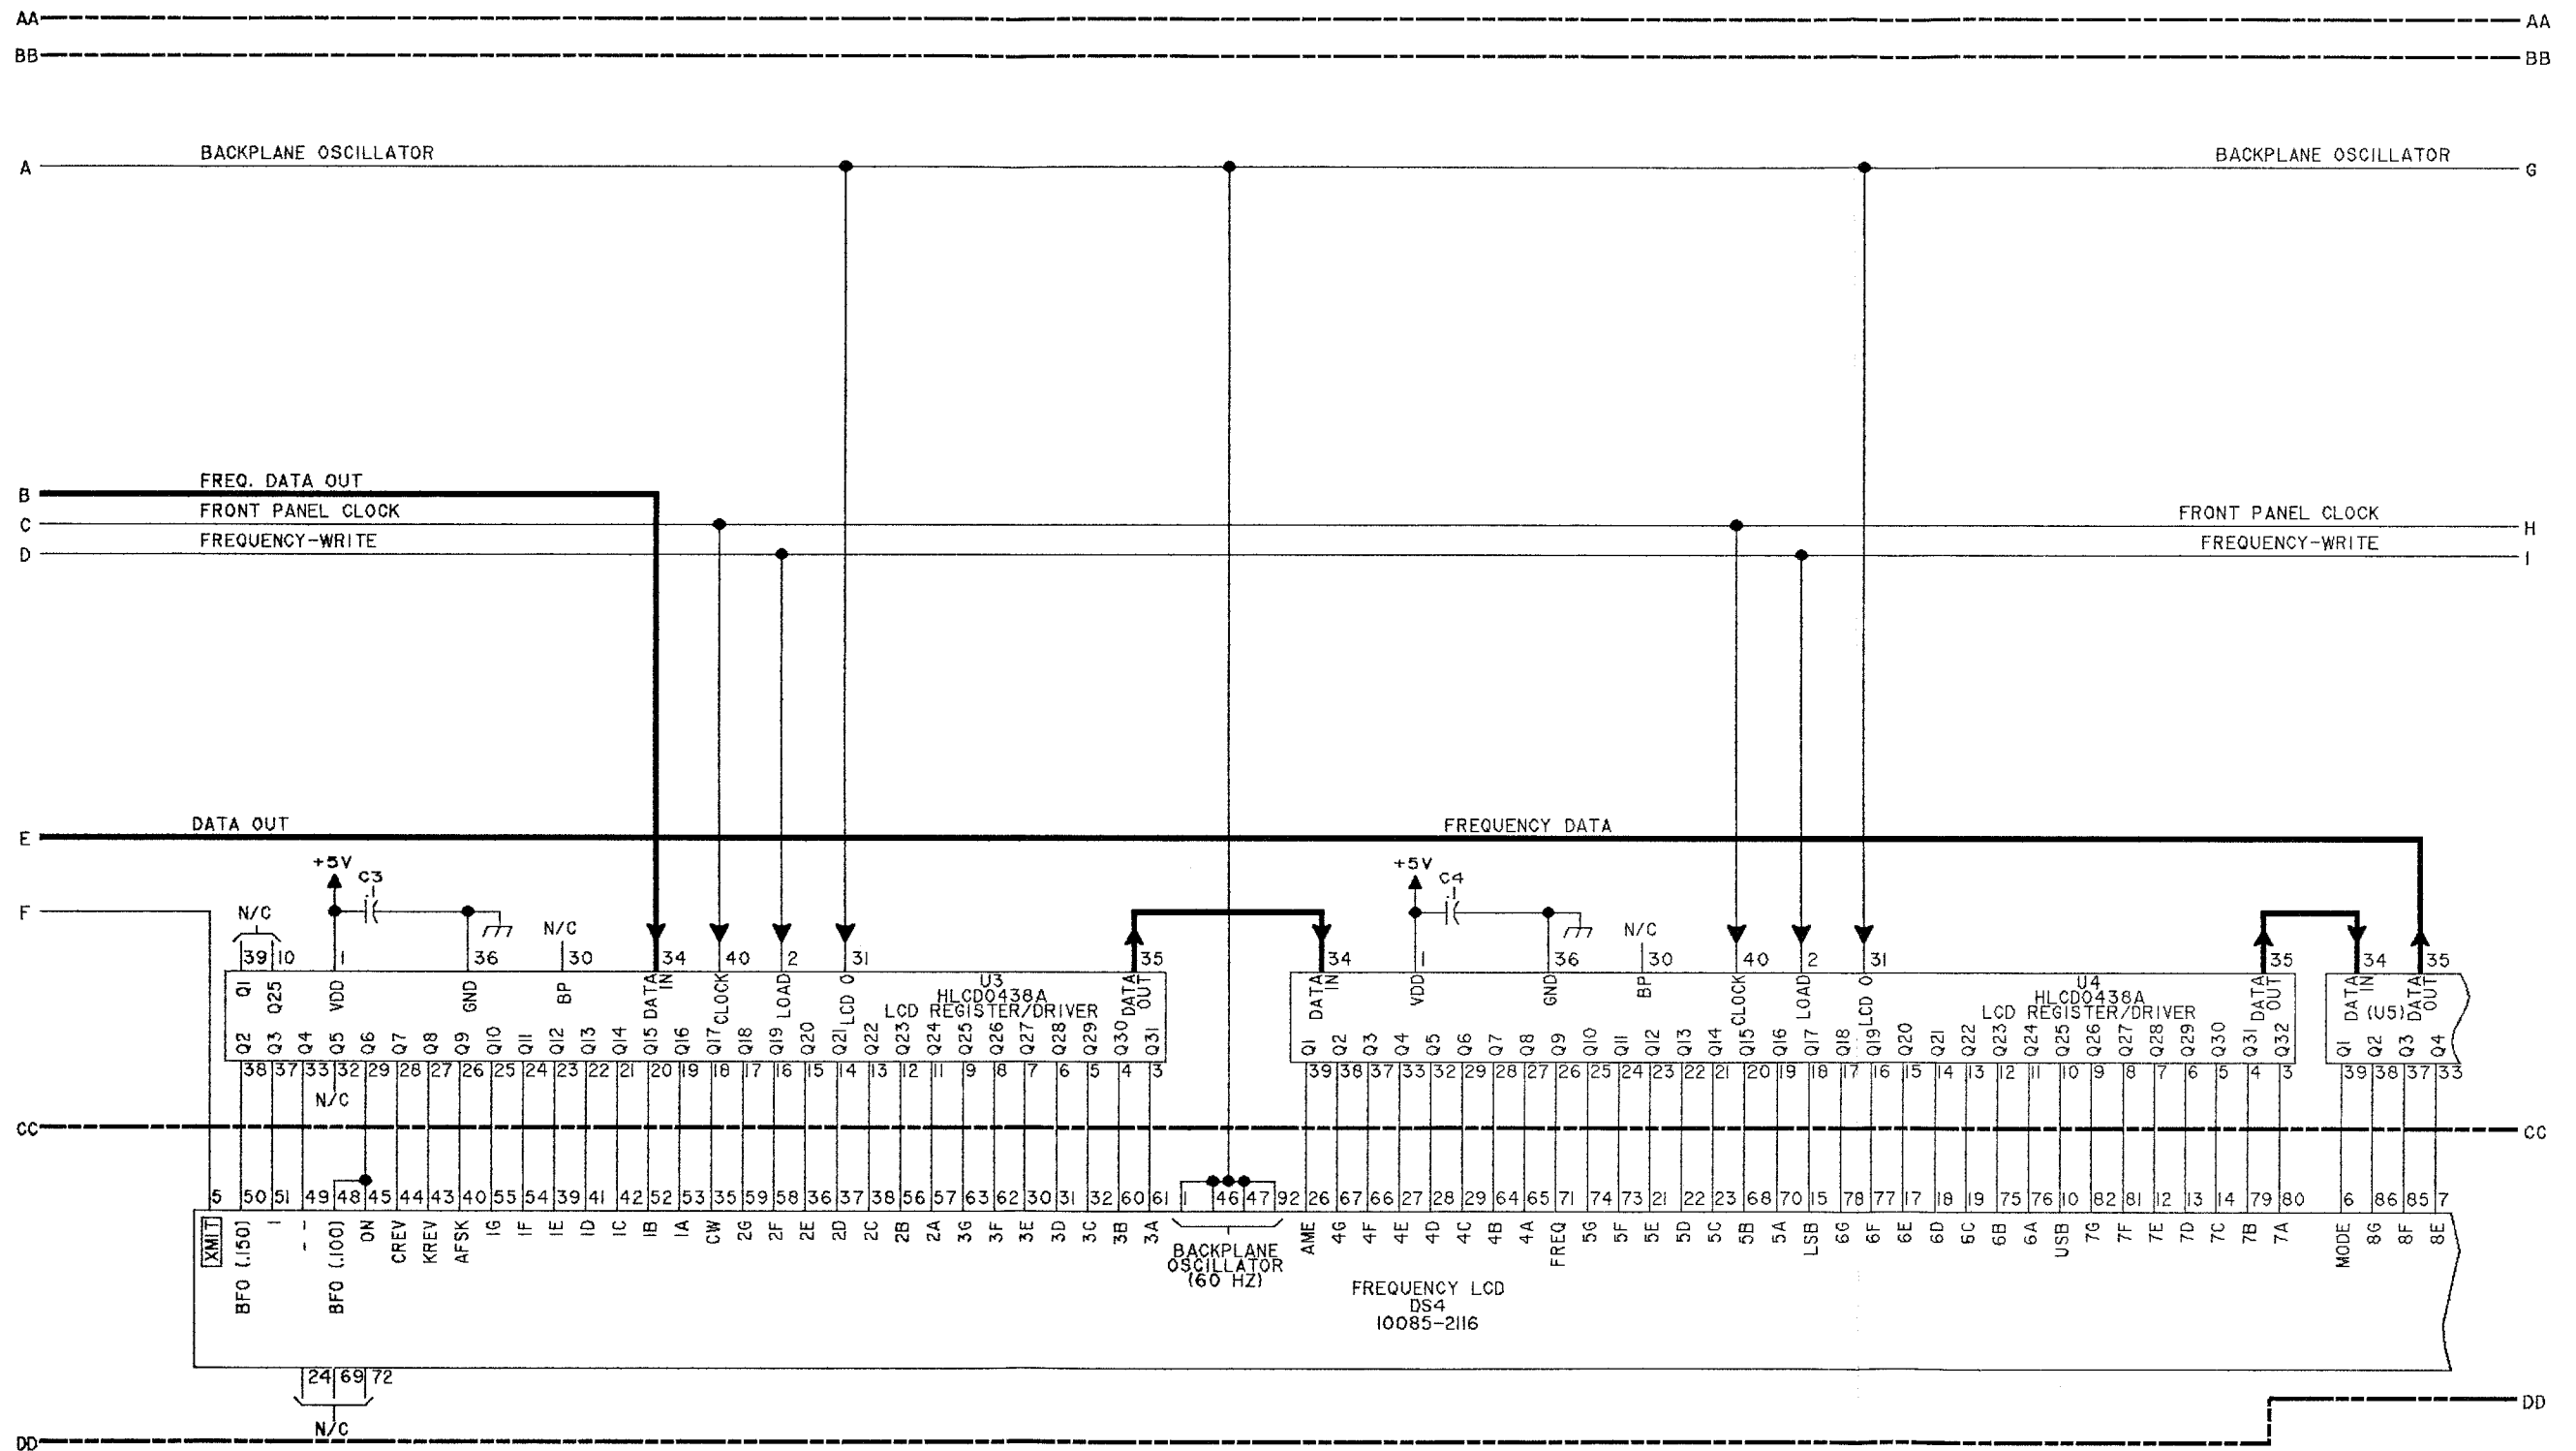 AA AA
BB BB
BACKPLANE OSCILLATOR BACKPLANE OSCILLATOR
A G
FREQ. DATA OUT
B
FRONT PANEL CLOCK FRONT PANEL CLOCK
C H
FREQUENCY-WRITE FREQUENCY-WRITE
D I
DATA OUT FREQUENCY DATA
E
+5V +5V
C3 C4
.1 .1
F N/C N/C N/C
39 10 1 36 30 34 40 2 31 35 34 1 36 30 40 2 31 35 34 35
Q1 Q25 VDD GND BP DATA IN CLOCK LOAD LCD O DATA OUT DATA IN VDD GND BP CLOCK LOAD LCD O DATA OUT DATA IN DATA OUT
U3 U4
HLCD0438A HLCD0438A
LCD REGISTER/DRIVER LCD REGISTER/DRIVER (U5)
Q2 Q3 Q4 Q5 Q6 Q7 Q8 Q9 Q10 Q11 Q12 Q13 Q14 Q15 Q16 Q17 Q18 Q19 Q20 Q21 Q22 Q23 Q24 Q25 Q26 Q27 Q28 Q29 Q30 Q31 Q1 Q2 Q3 Q4 Q5 Q6 Q7 Q8 Q9 Q10 Q11 Q12 Q13 Q14 Q15 Q16 Q17 Q18 Q19 Q20 Q21 Q22 Q23 Q24 Q25 Q26 Q27 Q28 Q29 Q30 Q31 Q32 Q1 Q2 Q3 Q4
38 37 33 32 29 28 27 26 25 24 23 22 21 20 19 18 17 16 15 14 13 12 11 9 8 7 6 5 4 3 39 38 37 33 32 29 28 27 26 25 24 23 22 21 20 19 18 17 16 15 14 13 12 11 10 9 8 7 6 5 4 3 39 38 37 33
N/C
CC CC
5 50 51 49 48 45 44 43 40 55 54 39 41 42 52 53 35 59 58 36 37 38 56 57 63 62 30 31 32 60 61 1 46 47 92 26 67 66 27 28 29 64 65 71 74 73 21 22 23 68 70 15 78 77 17 18 19 75 76 10 82 81 12 13 14 79 80 6 86 85 7
XMIT BFO (.150) I - - BFO (.100) ON CREV KREV AFSK 1G 1F 1E 1D 1C 1B 1A CW 2G 2F 2E 2D 2C 2B 2A 3G 3F 3E 3D 3C 3B 3A AME 4G 4F 4E 4D 4C 4B 4A FREQ 5G 5F 5E 5D 5C 5B 5A LSB 6G 6F 6E 6D 6C 6B 6A USB 7G 7F 7E 7D 7C 7B 7A MODE 8G 8F 8E
BACKPLANE
OSCILLATOR
(60 HZ)
FREQUENCY LCD
DS4
10085-2116
24 69 72
N/C
DD DD